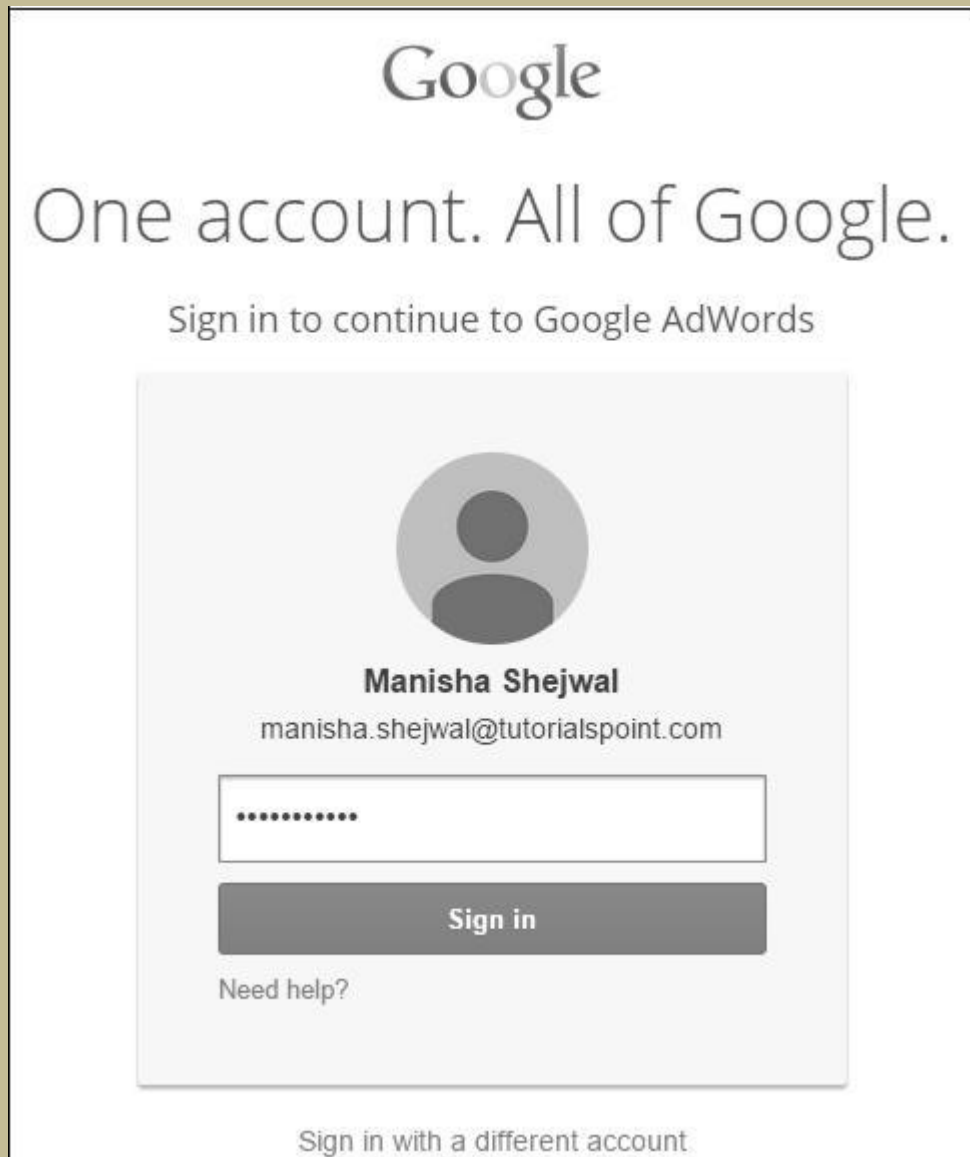 Google
One account. All of Google.
Sign in to continue to Google AdWords
Manisha Shejwal
manisha.shejwal@tutorialspoint.com
•••••••••••
Sign in
Need help?
Sign in with a different account